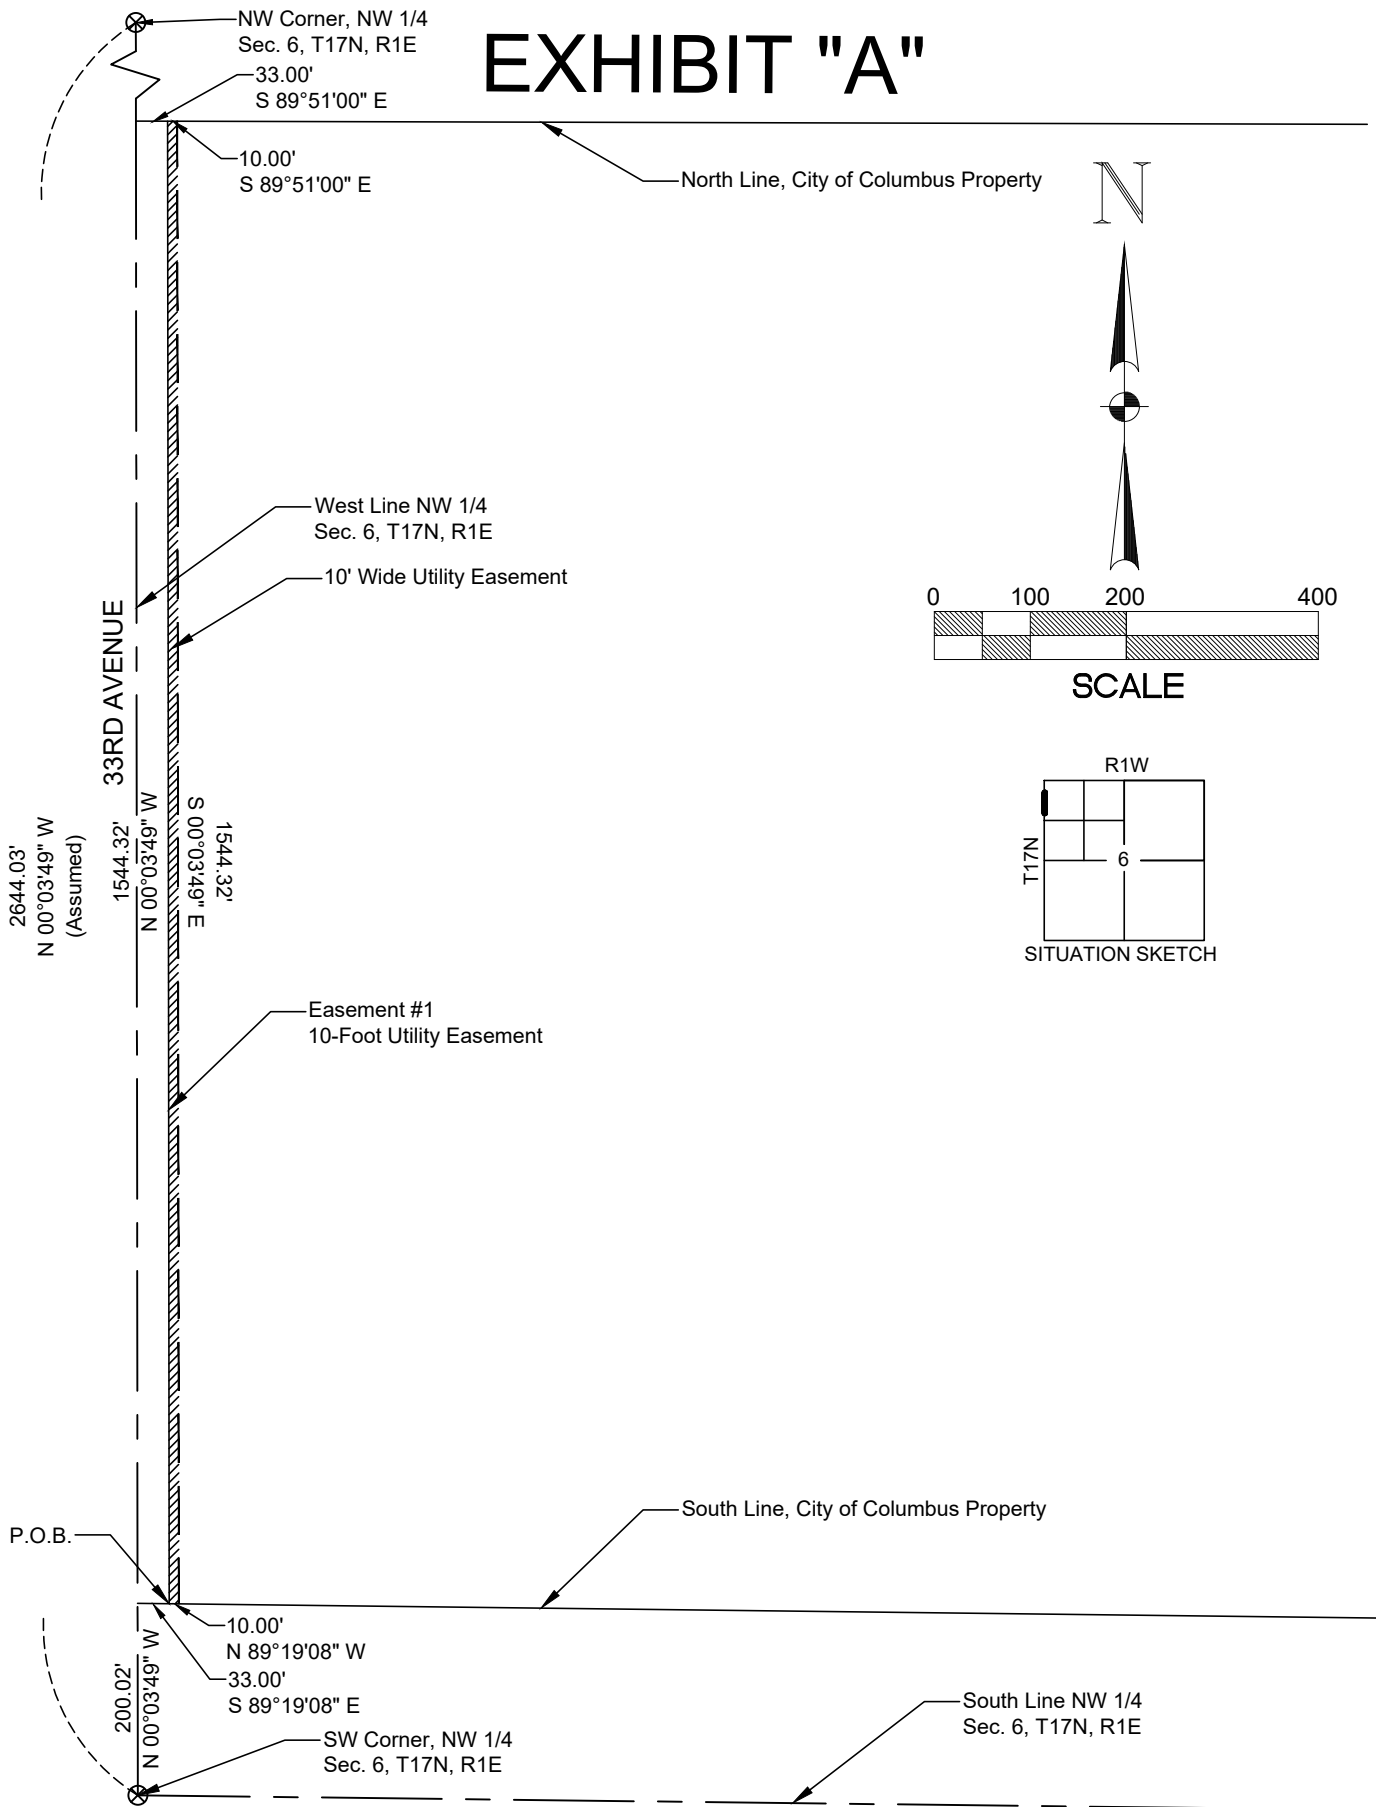 EXHIBIT "A"
NW Corner, NW 1/4
Sec. 6, T17N, R1E
33.00'
S 89°51'00" E
10.00'
S 89°51'00" E
North Line, City of Columbus Property
N
West Line NW 1/4
Sec. 6, T17N, R1E
10' Wide Utility Easement
33RD AVENUE
0 100 200 400
SCALE
R1W
T17N
6
SITUATION SKETCH
2644.03'
N 00°03'49" W
(Assumed)
1544.32'
N 00°03'49" W
1544.32'
S 00°03'49" E
Easement #1
10-Foot Utility Easement
South Line, City of Columbus Property
P.O.B.
10.00'
N 89°19'08" W
33.00'
S 89°19'08" E
200.02'
N 00°03'49" W
SW Corner, NW 1/4
Sec. 6, T17N, R1E
South Line NW 1/4
Sec. 6, T17N, R1E